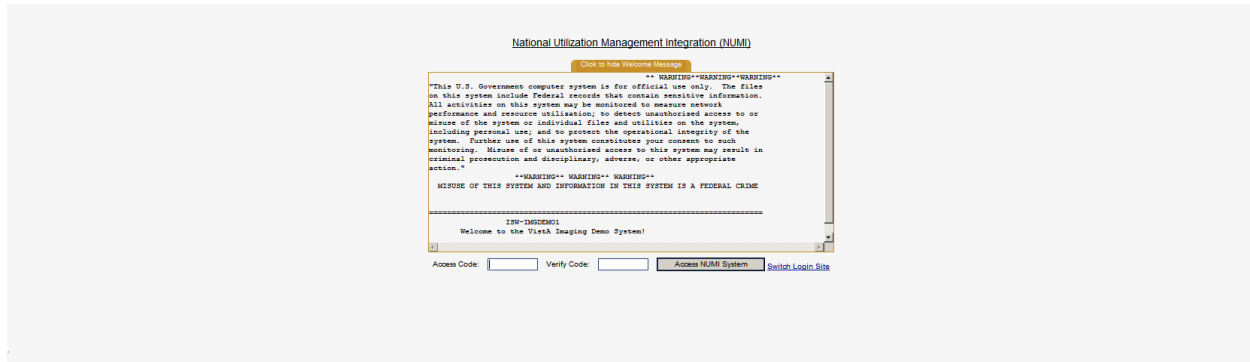 National Utilization Management Integration (NUMI)
Click to hide Welcome Message
** WARNING**WARNING**WARNING**
"This U.S. Government computer system is for official use only. The files
on this system include Federal records that contain sensitive information.
All activities on this system may be monitored to measure network
performance and resource utilization; to detect unauthorized access to or
misuse of the system or individual files and utilities on the system,
including personal use; and to protect the operational integrity of the
system. Further use of this system constitutes your consent to such
monitoring. Misuse of or unauthorized access to this system may result in
criminal prosecution and disciplinary, adverse, or other appropriate
action."
**WARNING** WARNING** WARNING**
MISUSE OF THIS SYSTEM AND INFORMATION IN THIS SYSTEM IS A FEDERAL CRIME
==========================================================================
ISW-IMGDEMO1
Welcome to the VistA Imaging Demo System!
Access Code: Verify Code: Access NUMI System Switch Login Site